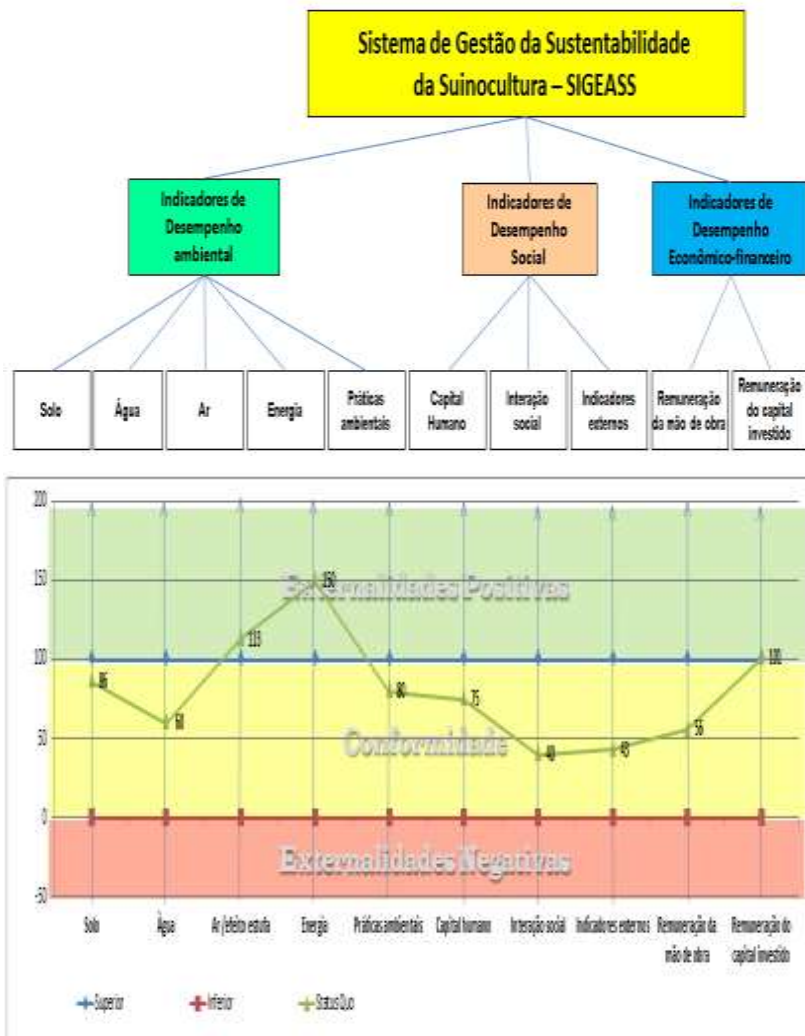 Sistema de Gestão da Sustentabilidade
da Suinocultura – SIGEASS
Indicadores de
Desempenho
ambiental
Indicadores de
Desempenho
Social
Indicadores de
Desempenho
Econômico-financeiro
Solo
Água
Ar
Energia
Práticas
ambientais
Capital
Humano
Interação
social
Indicadores
externos
Remuneração
da mão de obra
Remuneração
do capital
investido
200
150
100
50
0
-50
Externalidades Positivas
Conformidade
Externalidades Negativas
113
150
80
75
43
56
101
Solo
Água
Ar / efeito estufa
Energia
Práticas ambientais
Capital humano
Interação social
Indicadores externos
Remuneração da
mão de obra
Remuneração do
capital investido
Superior
Inferior
Status Quo